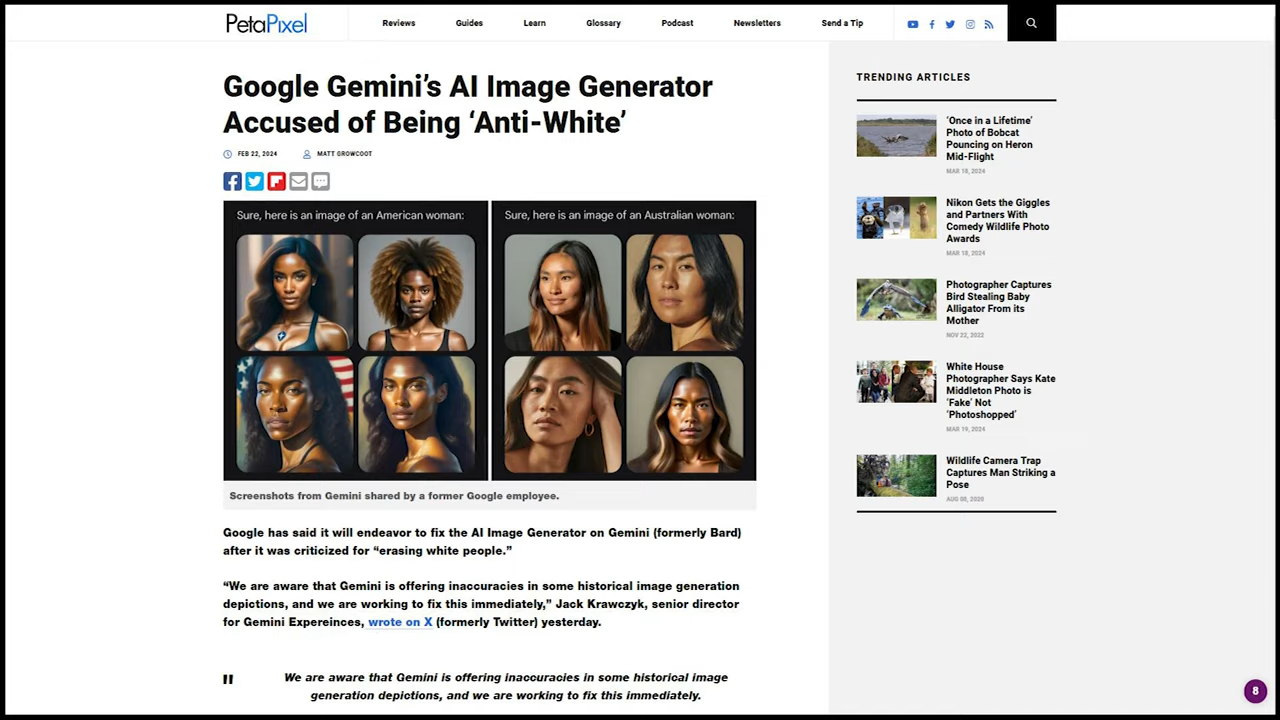 PetaPixel
Reviews
Guides
Learn
Glossary
Podcast
Newsletters
Send a Tip
Google Gemini's AI Image Generator
Accused of Being ‘Anti-White’
FEB 22, 2024
MATT GROWCOOT
Sure, here is an image of an American woman:
Sure, here is an image of an Australian woman:
Screenshots from Gemini shared by a former Google employee.
Google has said it will endeavor to fix the AI Image Generator on Gemini (formerly Bard)
after it was criticized for “erasing white people.”
“We are aware that Gemini is offering inaccuracies in some historical image generation
depictions, and we are working to fix this immediately,” Jack Krawczyk, senior director
for Gemini Expereinces, wrote on X (formerly Twitter) yesterday.
" We are aware that Gemini is offering inaccuracies in some historical image
generation depictions, and we are working to fix this immediately.
TRENDING ARTICLES
‘Once in a Lifetime’
Photo of Bobcat
Pouncing on Heron
Mid-Flight
MAR 18, 2024
Nikon Gets the Giggles
and Partners With
Comedy Wildlife Photo
Awards
MAR 18, 2024
Photographer Captures
Bird Stealing Baby
Alligator From its
Mother
NOV 22, 2022
White House
Photographer Says Kate
Middleton Photo is
‘Fake’ Not
‘Photoshopped’
MAR 19, 2024
Wildlife Camera Trap
Captures Man Striking a
Pose
AUG 08, 2020
8